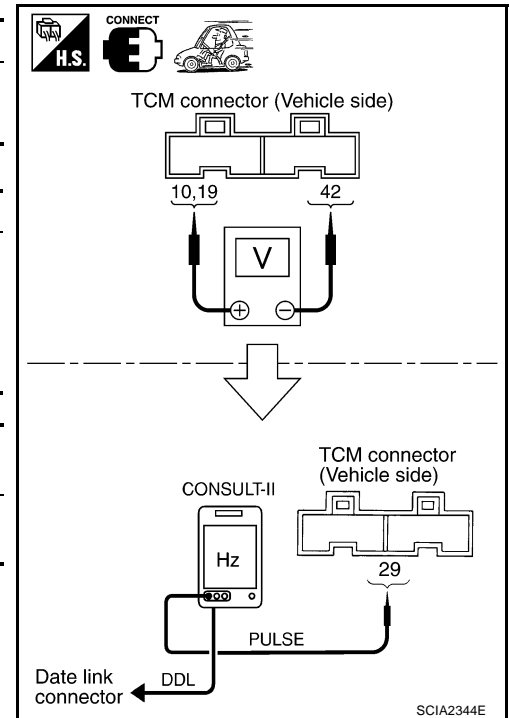 CONNECT
H.S.
TCM connector (Vehicle side)
10,19
42
V
+ −
TCM connector
(Vehicle side)
CONSULT-II
Hz
29
PULSE
DDL
Date link
connector
SCIA2344E